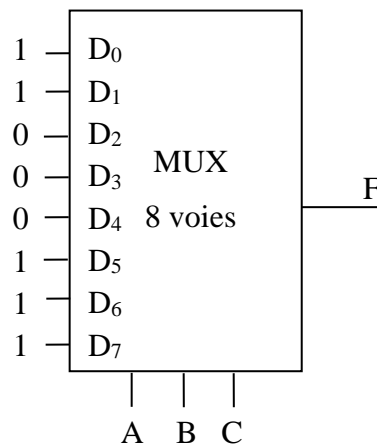 1 D₀
1 D₁
0 D₂
0 D₃
MUX
0 D₄
8 voies
F
1 D₅
1 D₆
1 D₇
A B C